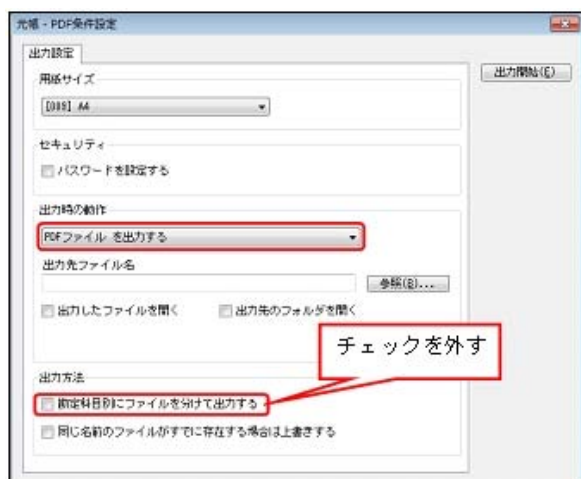 元帳 - PDF条件設定
出力設定
出力開始(E)
用紙サイズ
[009] A4
セキュリティ
パスワードを設定する
出力時の動作
PDFファイル を出力する
出力先ファイル名
参照(B)...
出力したファイルを開く
出力先のフォルダを開く
チェックを外す
出力方法
勘定科目別にファイルを分けて出力する
同じ名前のファイルがすでに存在する場合は上書きする